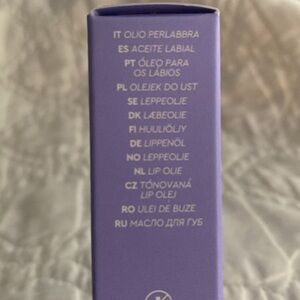 IT OLIO PERLABBRA
ES ACEITE LABIAL
PT ÓLEO PARA
OS LÁBIOS
PL OLEJEK DO UST
SE LEPPEOLJE
DK LÆBEOLIE
FI HUULIÖLJY
DE LIPPENÖL
NO LEPPEOLJE
NL LIP OLIE
CZ TÓNOVANÁ
LIP OLEJ
RO ULEI DE BUZE
RU МАСЛО ДЛЯ ГУБ